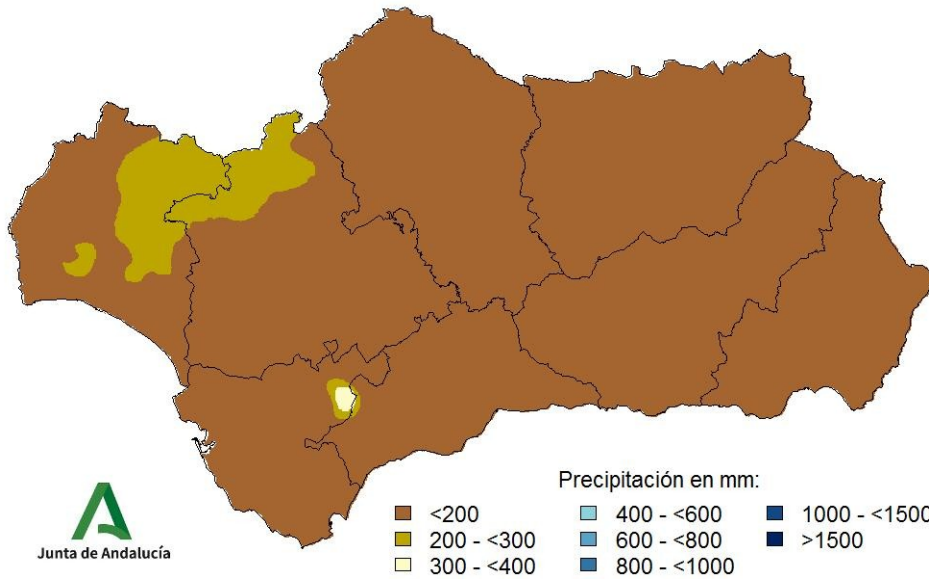 Precipitación en mm:
<200
400 - <600
1000 - <1500
200 - <300
600 - <800
>1500
300 - <400
800 - <1000
Junta de Andalucía